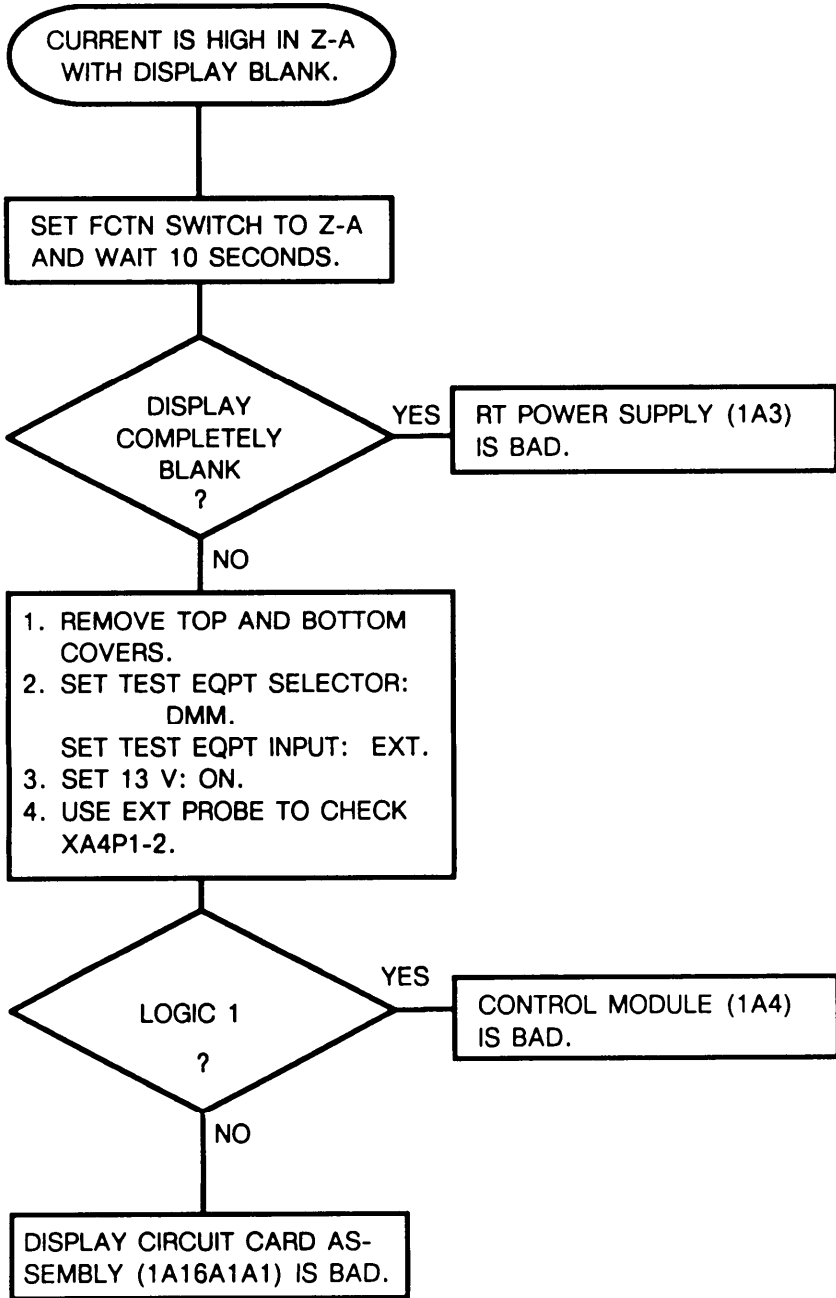 CURRENT IS HIGH IN Z-A
WITH DISPLAY BLANK.
SET FCTN SWITCH TO Z-A
AND WAIT 10 SECONDS.
DISPLAY
COMPLETELY
BLANK
?
YES
RT POWER SUPPLY (1A3)
IS BAD.
NO
1. REMOVE TOP AND BOTTOM
COVERS.
2. SET TEST EQPT SELECTOR:
DMM.
SET TEST EQPT INPUT: EXT.
3. SET 13 V: ON.
4. USE EXT PROBE TO CHECK
XA4P1-2.
LOGIC 1
?
YES
CONTROL MODULE (1A4)
IS BAD.
NO
DISPLAY CIRCUIT CARD AS-
SEMBLY (1A16A1A1) IS BAD.